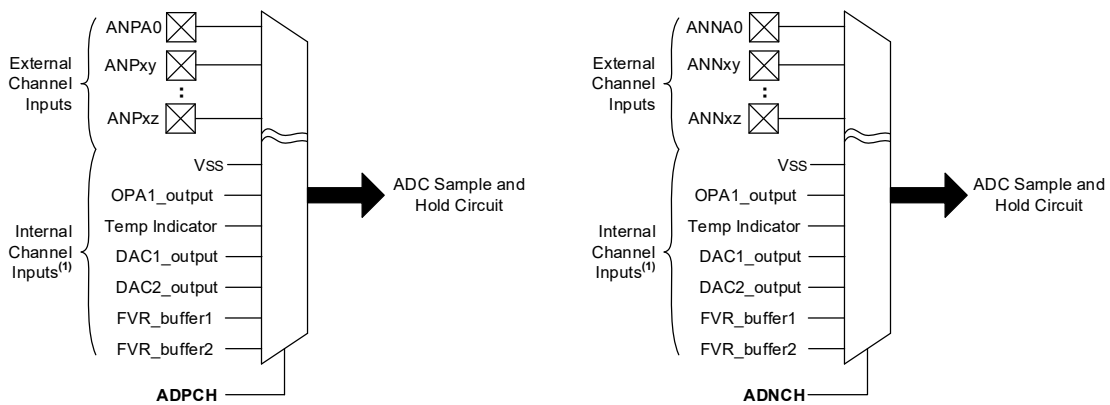 ANPA0
ANPxy
:
ANPxz
External
Channel
Inputs
VSS
OPA1_output
Temp Indicator
DAC1_output
DAC2_output
FVR_buffer1
FVR_buffer2
Internal
Channel
Inputs(1)
ADC Sample and
Hold Circuit
ADPCH
ANNA0
ANNxy
:
ANNxz
External
Channel
Inputs
VSS
OPA1_output
Temp Indicator
DAC1_output
DAC2_output
FVR_buffer1
FVR_buffer2
Internal
Channel
Inputs(1)
ADC Sample and
Hold Circuit
ADNCH